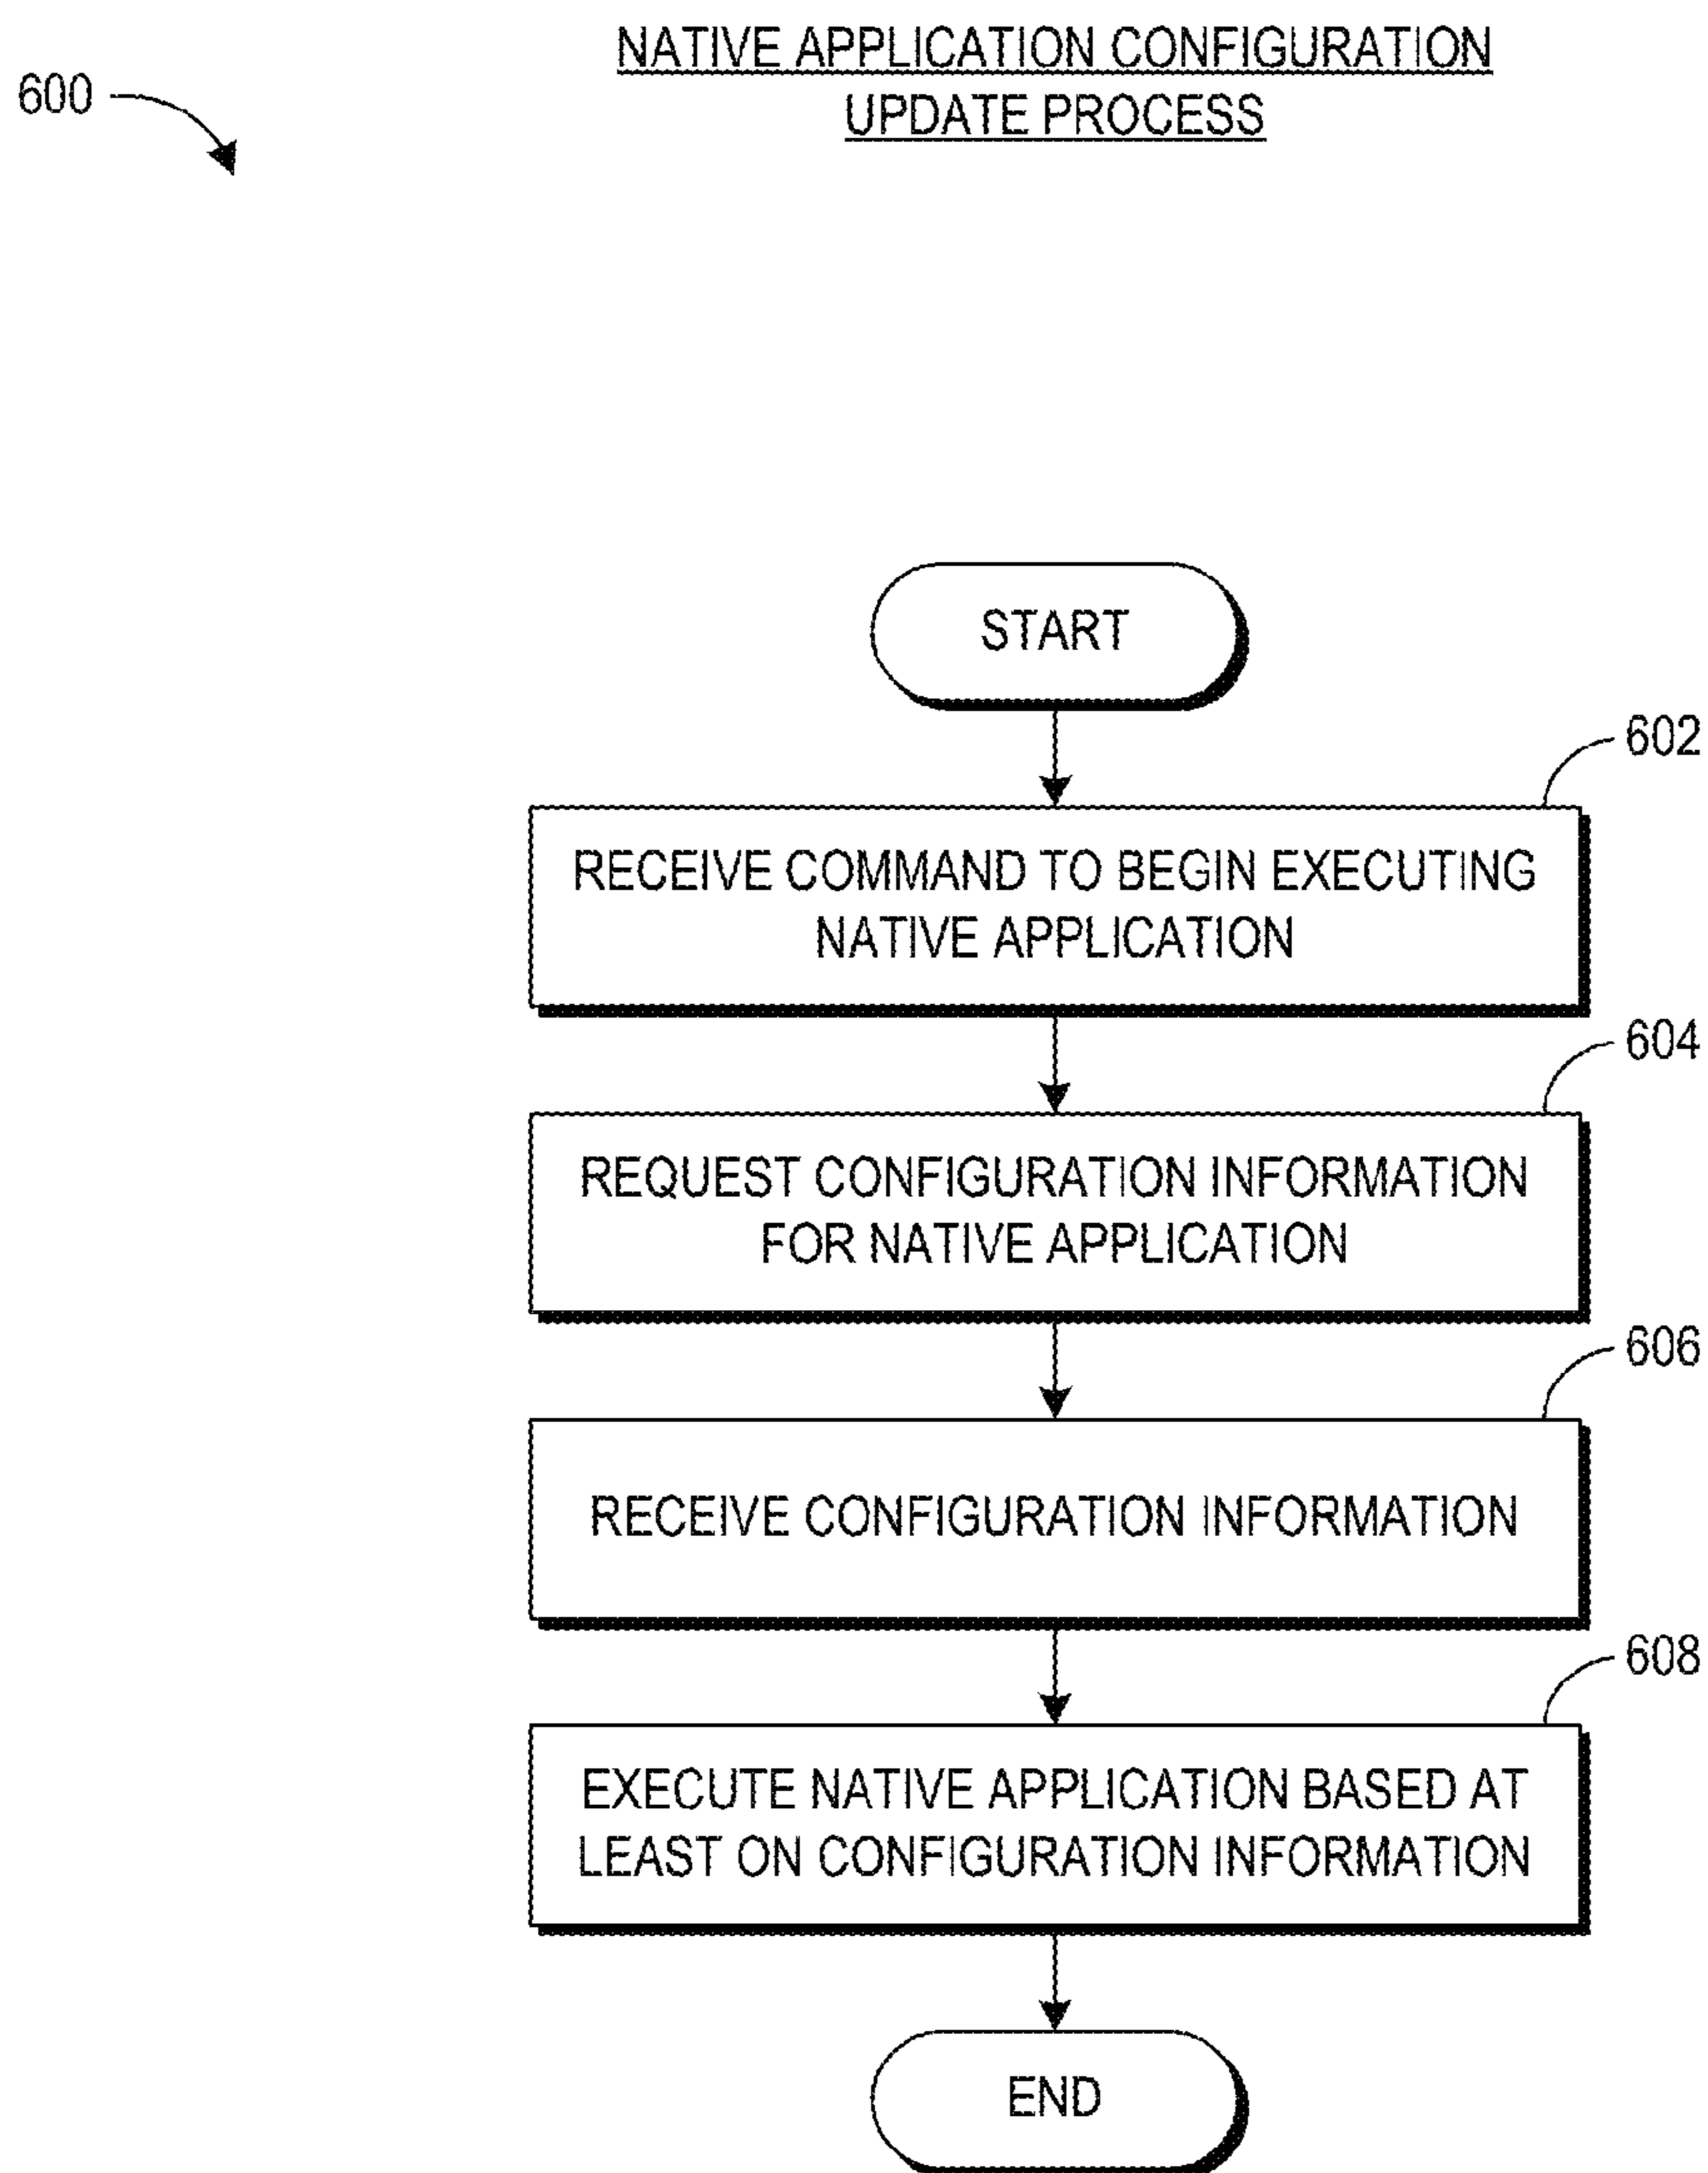 NATIVE APPLICATION CONFIGURATION
UPDATE PROCESS
600
START
602
RECEIVE COMMAND TO BEGIN EXECUTING
NATIVE APPLICATION
604
REQUEST CONFIGURATION INFORMATION
FOR NATIVE APPLICATION
606
RECEIVE CONFIGURATION INFORMATION
608
EXECUTE NATIVE APPLICATION BASED AT
LEAST ON CONFIGURATION INFORMATION
END